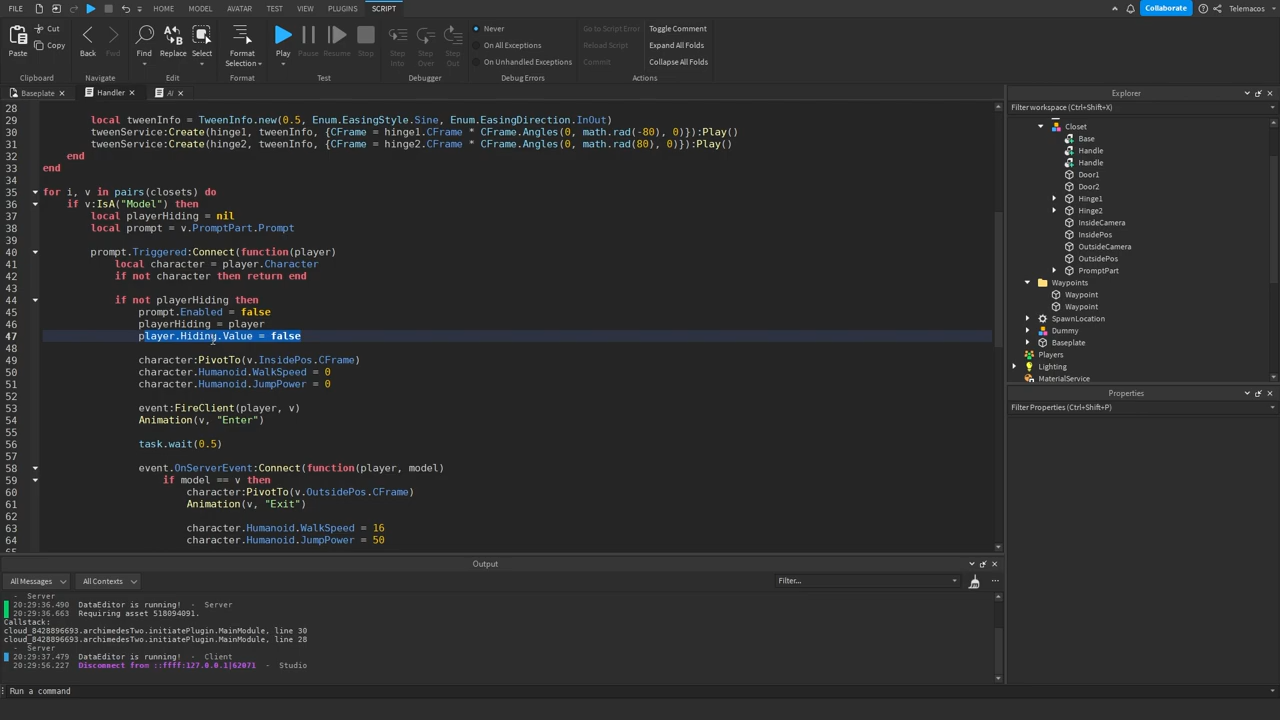 FILE HOME MODEL AVATAR TEST VIEW PLUGINS SCRIPT Collaborate Telemacos
Paste Cut Copy Clipboard
Back Fwd Navigate
Find Replace Select Edit
Format Selection Format
Play Pause Resume Stop Test
Step Into Step Over Step Out Debugger
Never
On All Exceptions
On Unhandled Exceptions
Debug Errors
Go to Script Error
Reload Script
Commit
Toggle Comment
Expand All Folds
Collapse All Folds
Actions
Baseplate Handler AI
28
29 local tweenInfo = TweenInfo.new(0.5, Enum.EasingStyle.Sine, Enum.EasingDirection.InOut)
30 tweenService:Create(hinge1, tweenInfo, {CFrame = hinge1.CFrame * CFrame.Angles(0, math.rad(-80), 0)}):Play()
31 tweenService:Create(hinge2, tweenInfo, {CFrame = hinge2.CFrame * CFrame.Angles(0, math.rad(80), 0)}):Play()
32 end
33 end
34
35 for i, v in pairs(closets) do
36 if v:IsA("Model") then
37 local playerHiding = nil
38 local prompt = v.PromptPart.Prompt
39
40 prompt.Triggered:Connect(function(player)
41 local character = player.Character
42 if not character then return end
43
44 if not playerHiding then
45 prompt.Enabled = false
46 playerHiding = player
47 player.Hiding.Value = false
48
49 character:PivotTo(v.InsidePos.CFrame)
50 character.Humanoid.WalkSpeed = 0
51 character.Humanoid.JumpPower = 0
52
53 event:FireClient(player, v)
54 Animation(v, "Enter")
55
56 task.wait(0.5)
57
58 event.OnServerEvent:Connect(function(player, model)
59 if model == v then
60 character:PivotTo(v.OutsidePos.CFrame)
61 Animation(v, "Exit")
62
63 character.Humanoid.WalkSpeed = 16
64 character.Humanoid.JumpPower = 50
65
Explorer
Filter workspace (Ctrl+Shift+X)
Closet
Base
Handle
Handle
Door1
Door2
Hinge1
Hinge2
InsideCamera
InsidePos
OutsideCamera
OutsidePos
PromptPart
Waypoints
Waypoint
Waypoint
SpawnLocation
Dummy
Baseplate
Players
Lighting
MaterialService
Properties
Filter Properties (Ctrl+Shift+P)
Output
All Messages All Contexts Filter...
- Server
20:29:36.490 DataEditor is running! - Server
20:29:36.663 Requiring asset 518094091.
Callstack:
cloud_8428896693.archimedesTwo.initiatePlugin.MainModule, line 30
cloud_8428896693.archimedesTwo.initiatePlugin.MainModule, line 28
- Server
20:29:37.479 DataEditor is running! - Client
20:29:56.227 Disconnect from ::ffff:127.0.0.1|62071 - Studio
Run a command